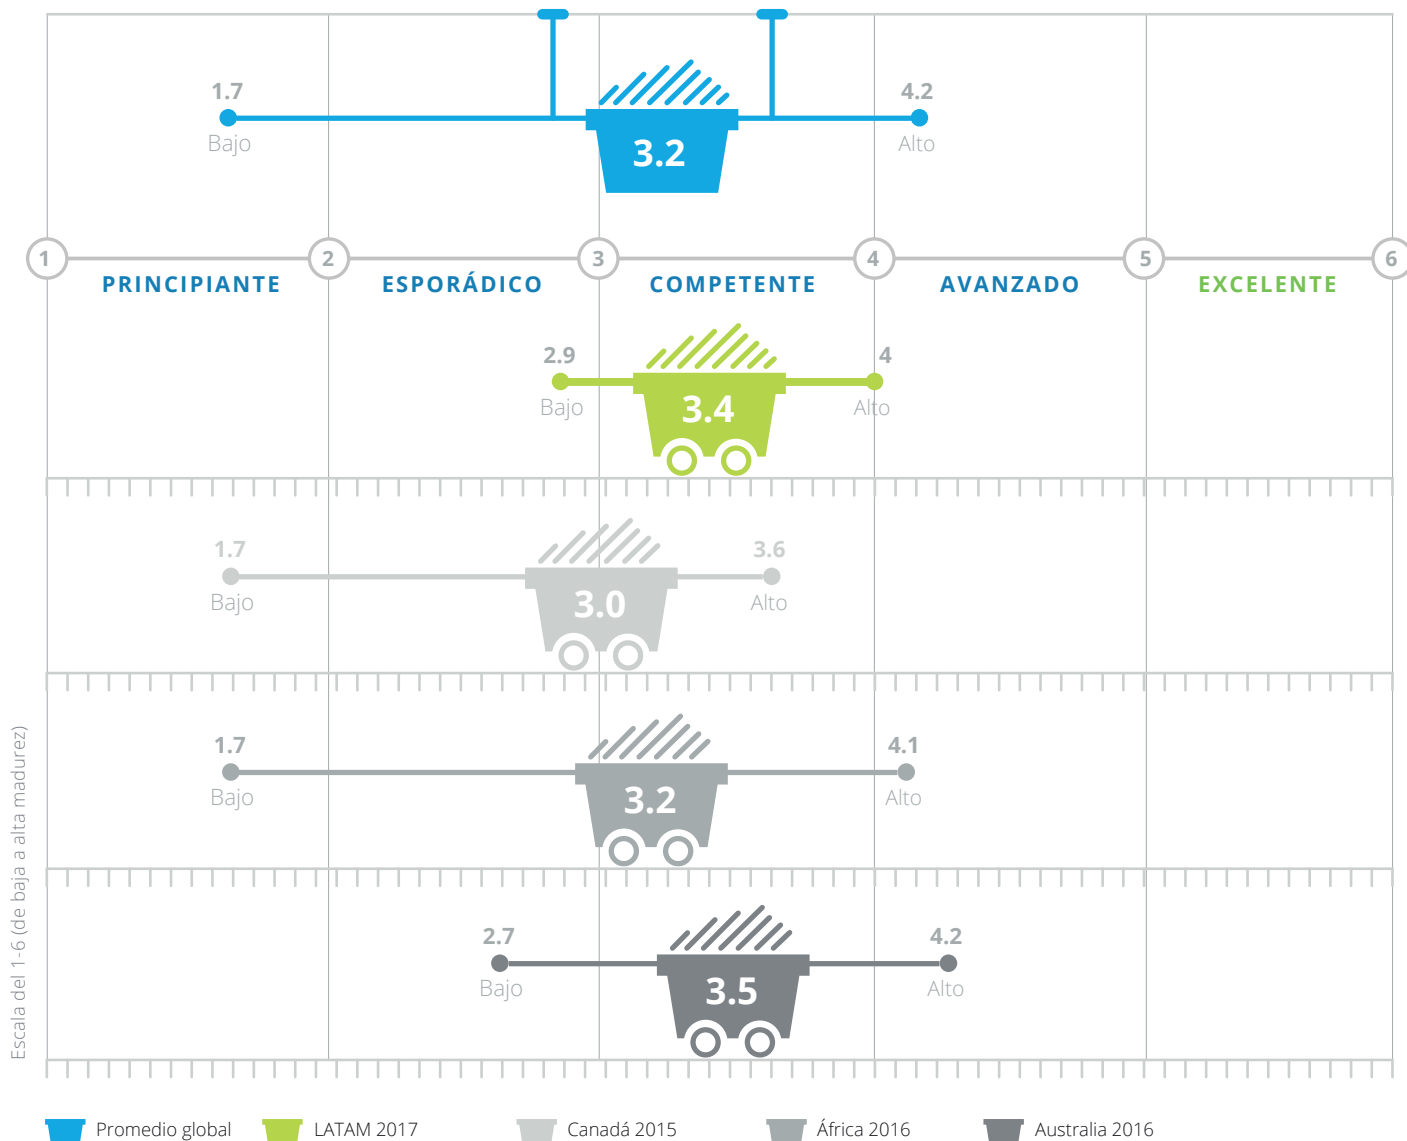 1.7
4.2
Bajo
3.2
Alto
1 2 3 4 5 6
PRINCIPIANTE ESPORÁDICO COMPETENTE AVANZADO EXCELENTE
2.9
4
Bajo
3.4
Alto
1.7
3.6
Bajo
3.0
Alto
1.7
4.1
Bajo
3.2
Alto
2.7
4.2
Bajo
3.5
Alto
Escala del 1-6 (de baja a alta madurez)
Promedio global LATAM 2017 Canadá 2015 África 2016 Australia 2016